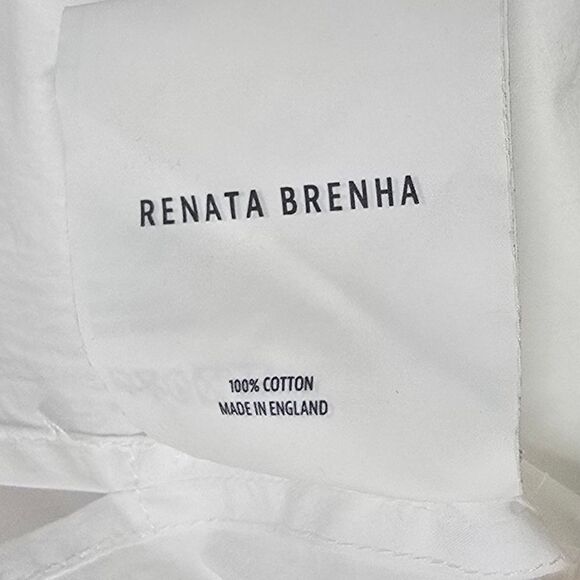 RENATA BRENHA
100% COTTON
MADE IN ENGLAND